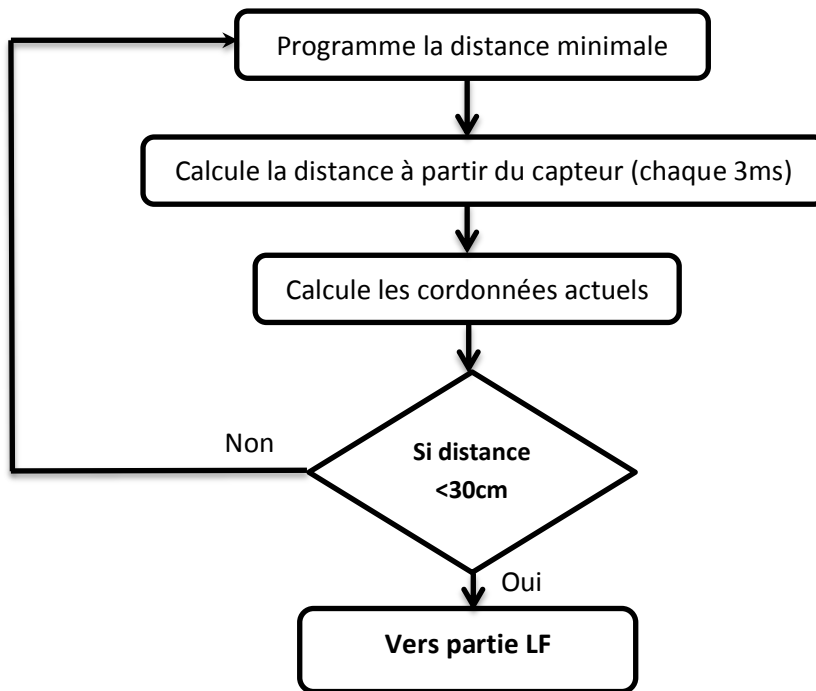 Programme la distance minimale
Calcule la distance à partir du capteur (chaque 3ms)
Calcule les cordonnées actuels
Non
Si distance
<30cm
Oui
Vers partie LF